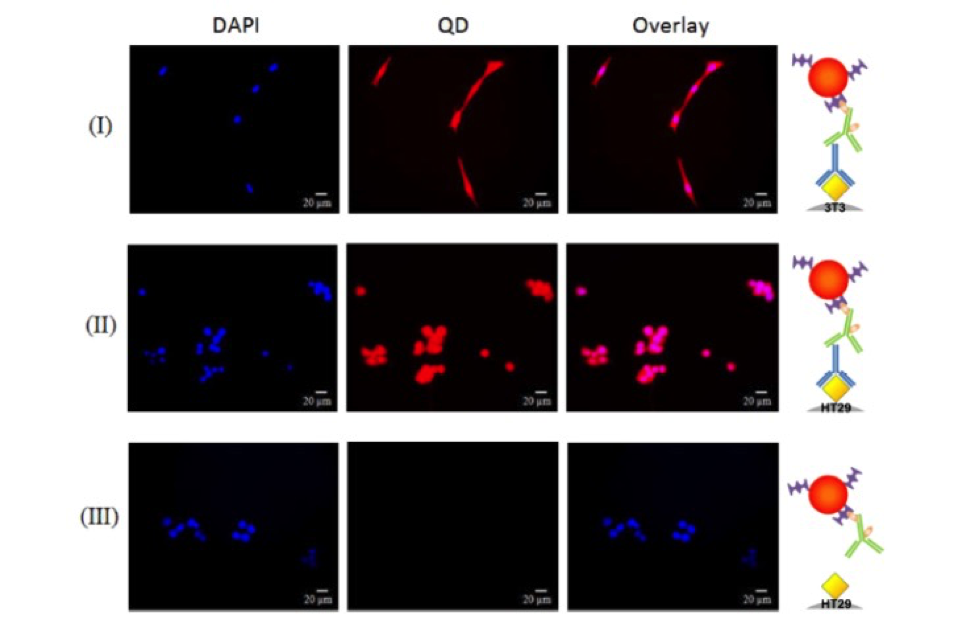 DAPI QD Overlay
(I)
20 µm 20 µm 20 µm
3T3
(II)
20 µm 20 µm 20 µm
HT29
(III)
20 µm 20 µm 20 µm
HT29